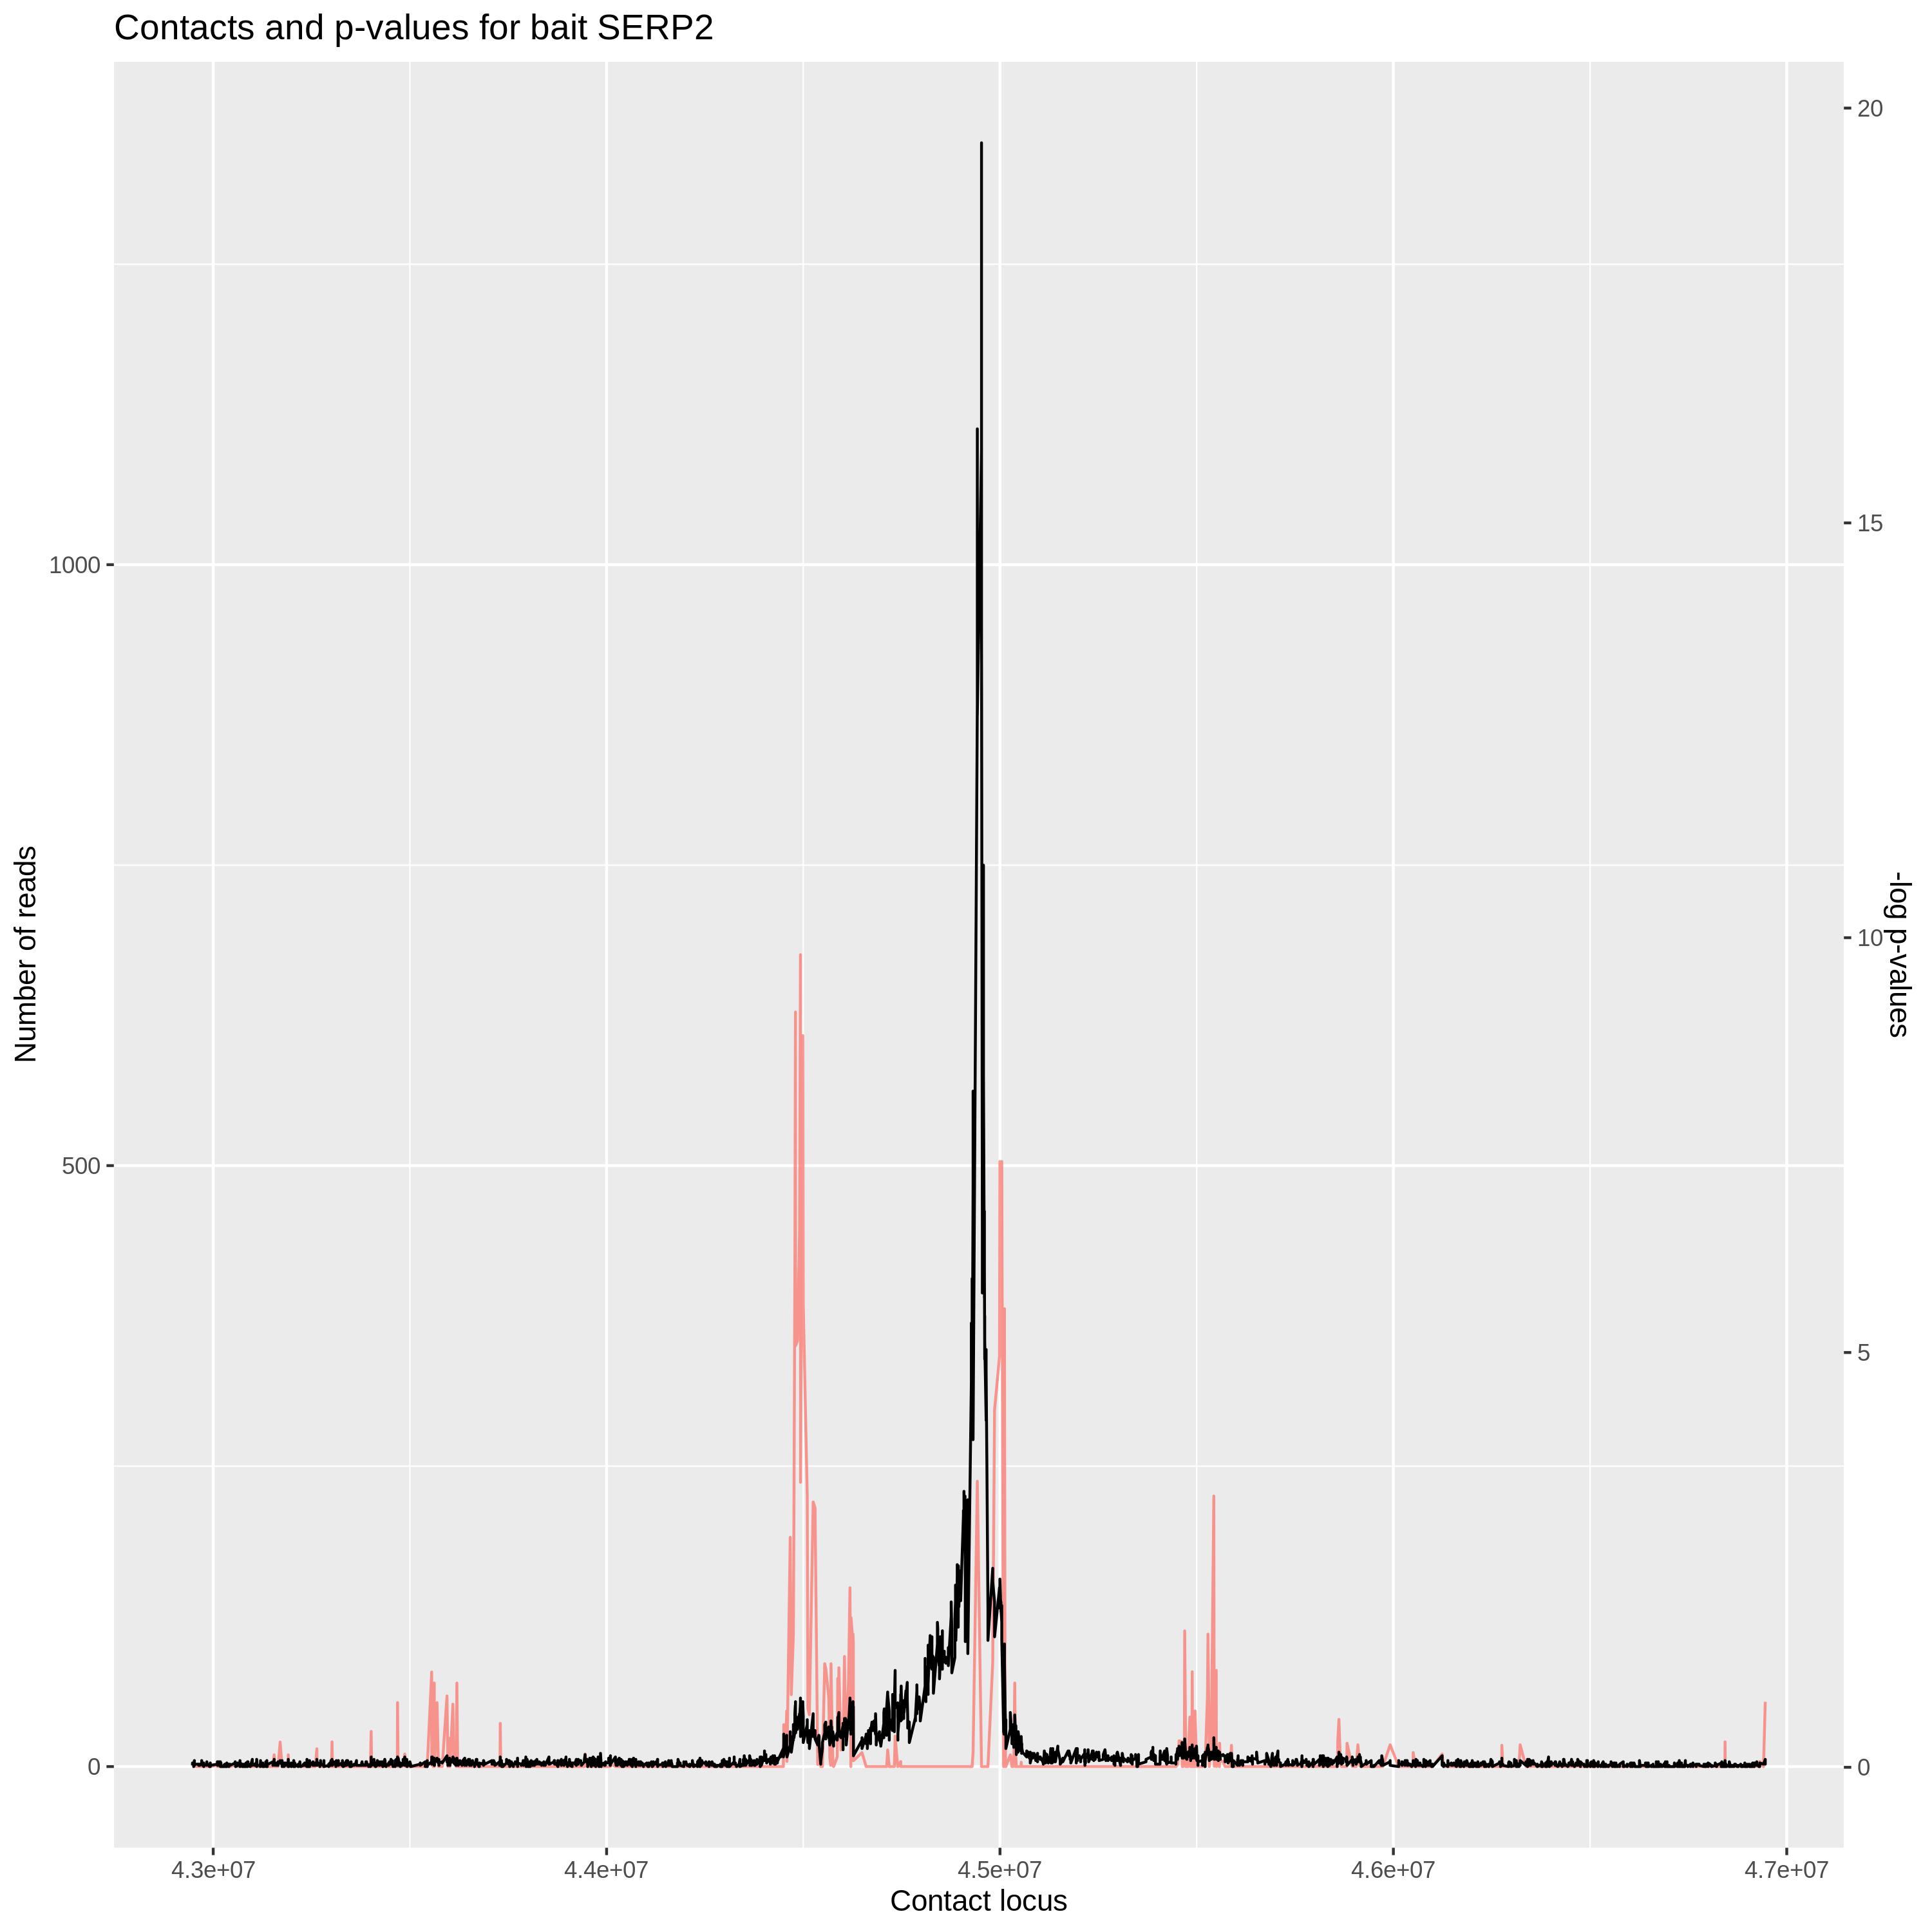 Contacts and p-values for bait SERP2
20
15
10
5
0
-log p-values
1000
500
0
Number of reads
4.3e+07
4.4e+07
4.5e+07
4.6e+07
4.7e+07
Contact locus